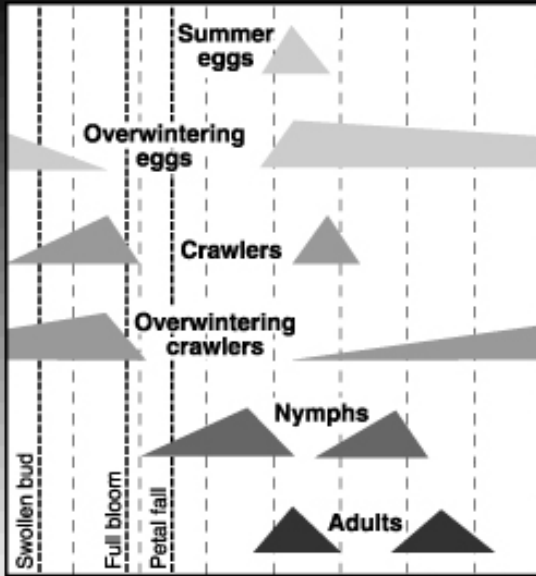 Summer
eggs
Overwintering
eggs
Crawlers
Overwintering
crawlers
Nymphs
Adults
Swollen bud
Full bloom
Petal fall